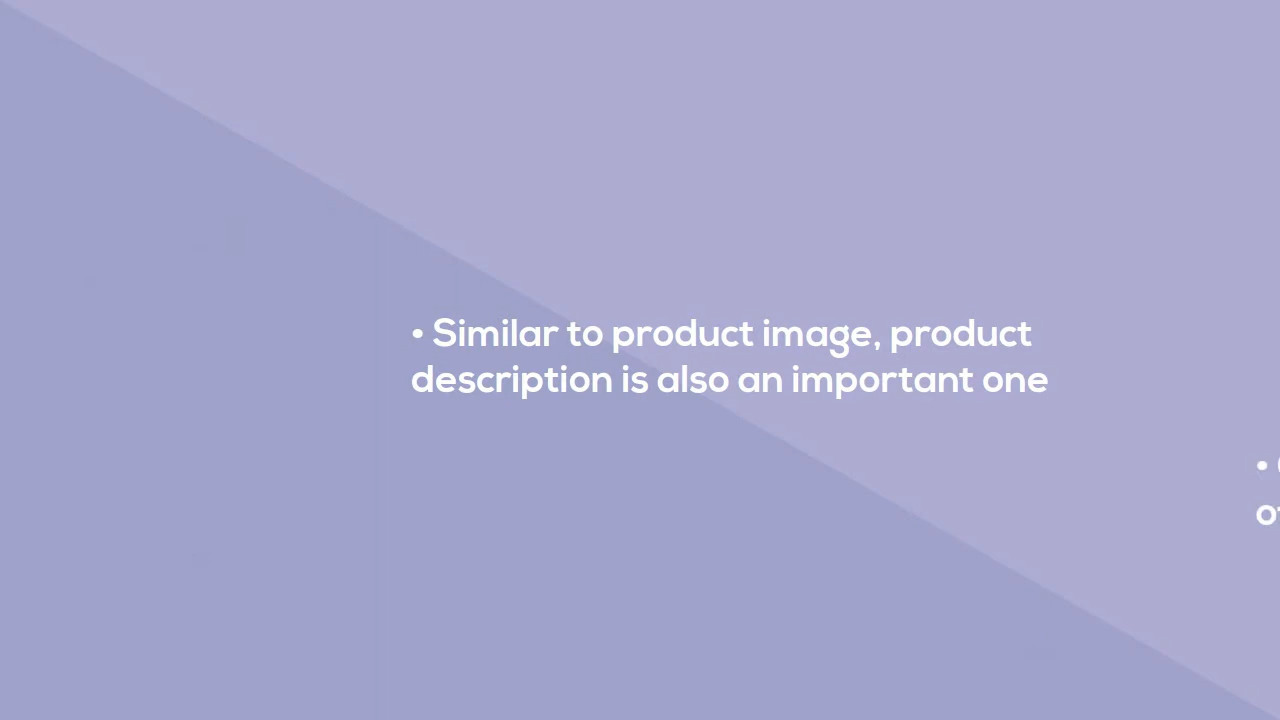 • Similar to product image, product
description is also an important one
•